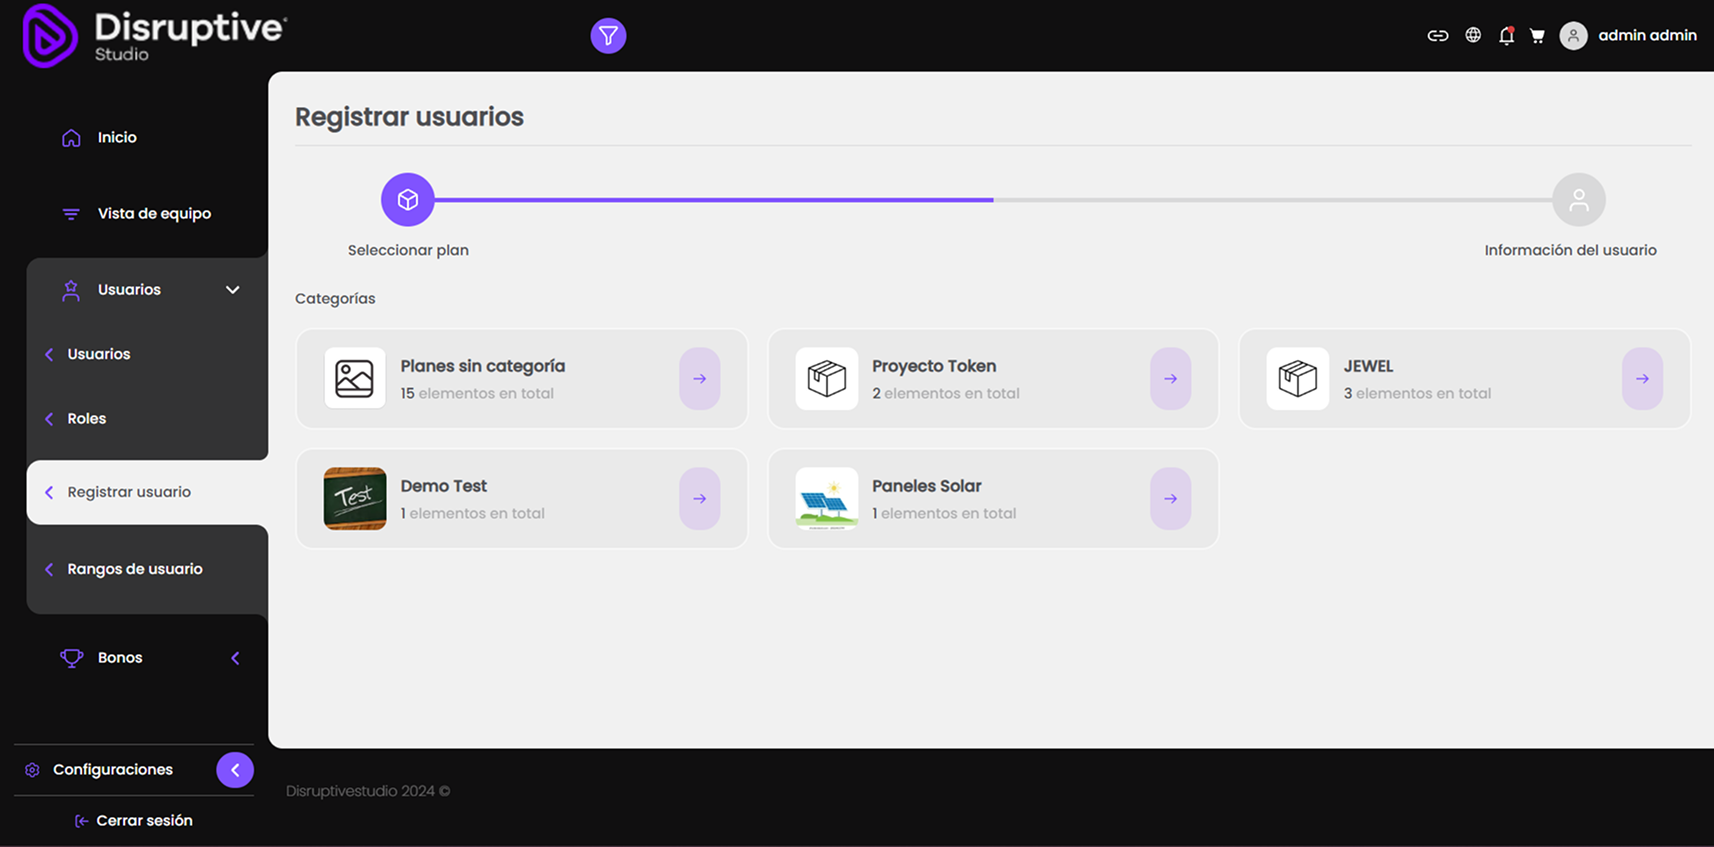 Disruptive
Studio
admin admin
Inicio
Vista de equipo
Usuarios
Usuarios
Roles
Registrar usuario
Rangos de usuario
Bonos
Configuraciones
Cerrar sesión
Registrar usuarios
Seleccionar plan
Información del usuario
Categorías
Planes sin categoría
15 elementos en total
Proyecto Token
2 elementos en total
JEWEL
3 elementos en total
Test
Demo Test
1 elementos en total
Paneles Solar
1 elementos en total
Disruptivestudio 2024 ©